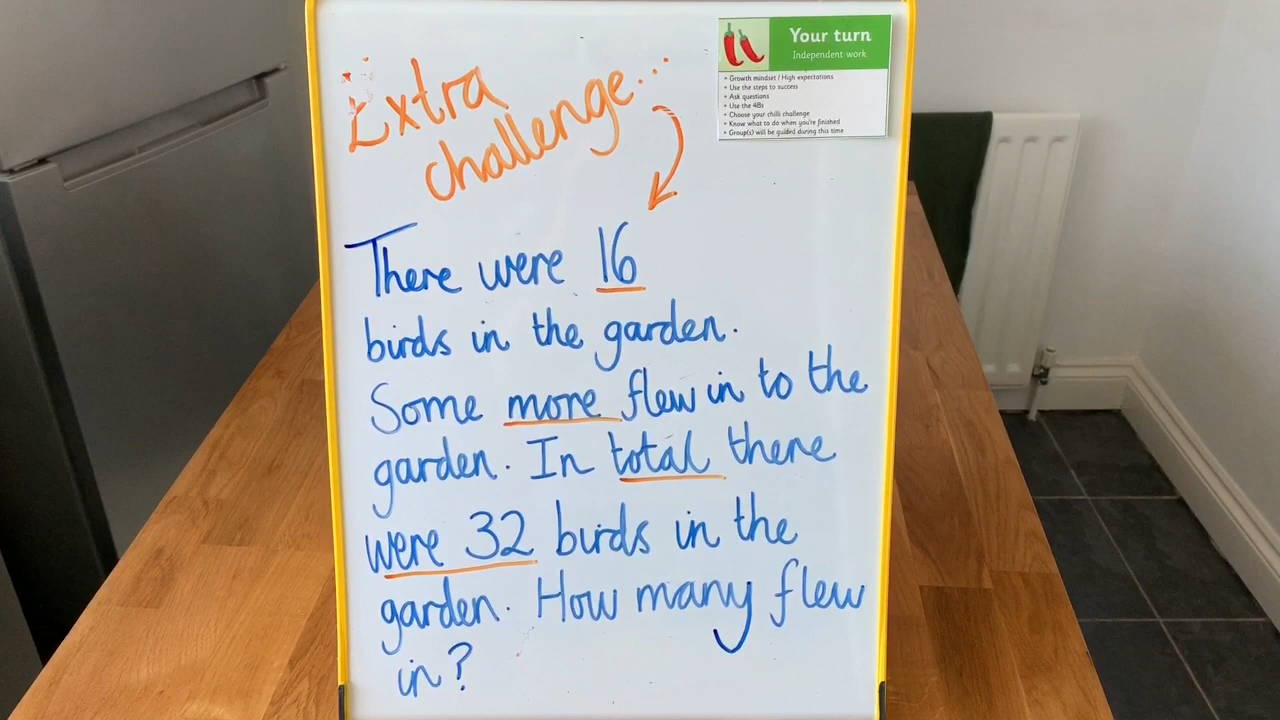 Your turn
Independent work
• Growth mindset / High expectations
• Use the steps to success
• Ask questions
• Use the 4Bs
• Choose your chilli challenge
• Know what to do when you're finished
• Group(s) will be guided during this time
Extra
challenge...
There were 16
birds in the garden.
Some more flew in to the
garden. In total there
were 32 birds in the
garden. How many flew
in?